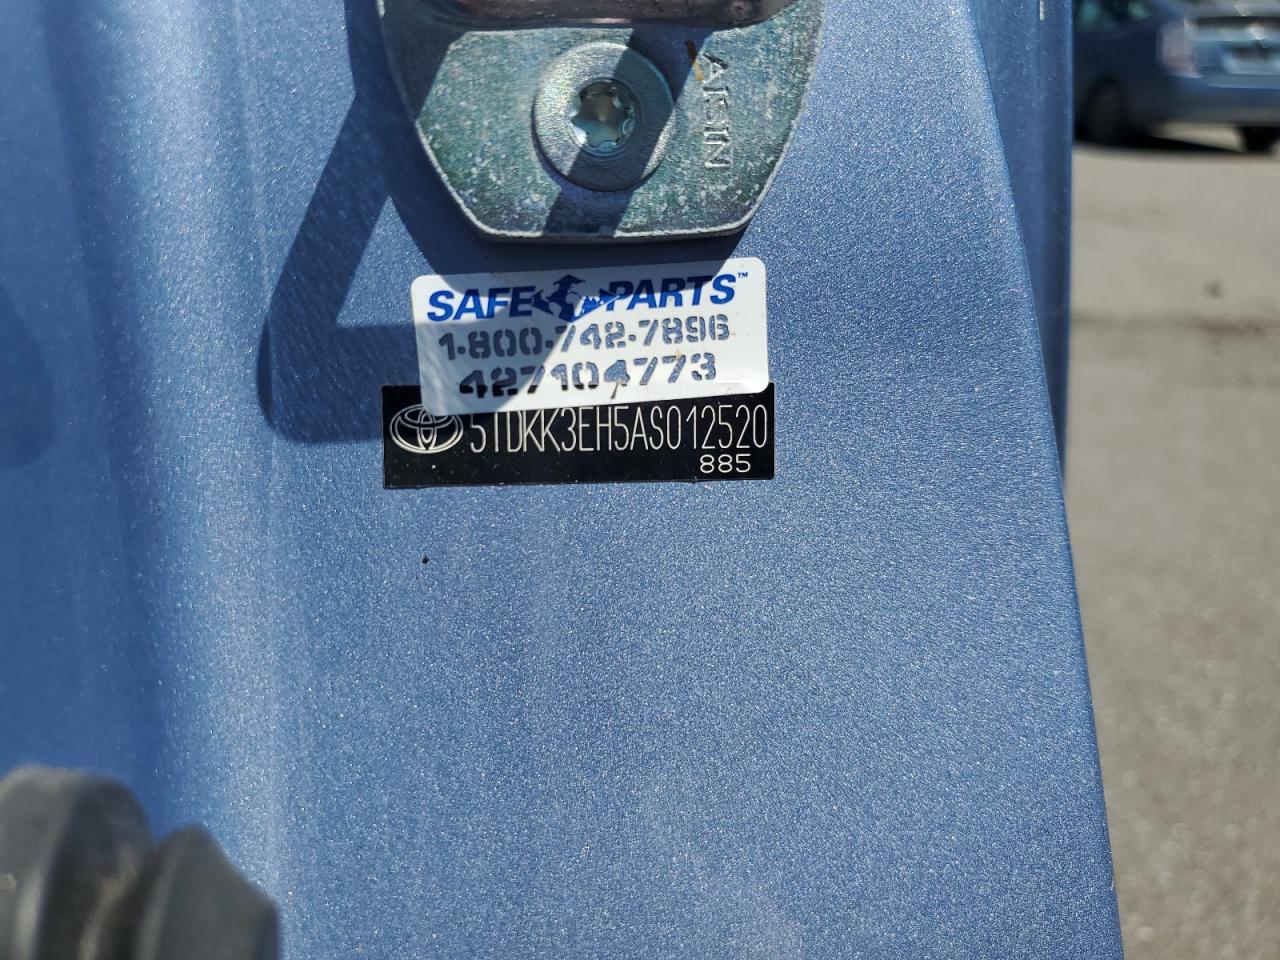 AISIN
SAFE PARTS™
1-800-742-7896
427104773
5TDKK3EH5AS012520
885